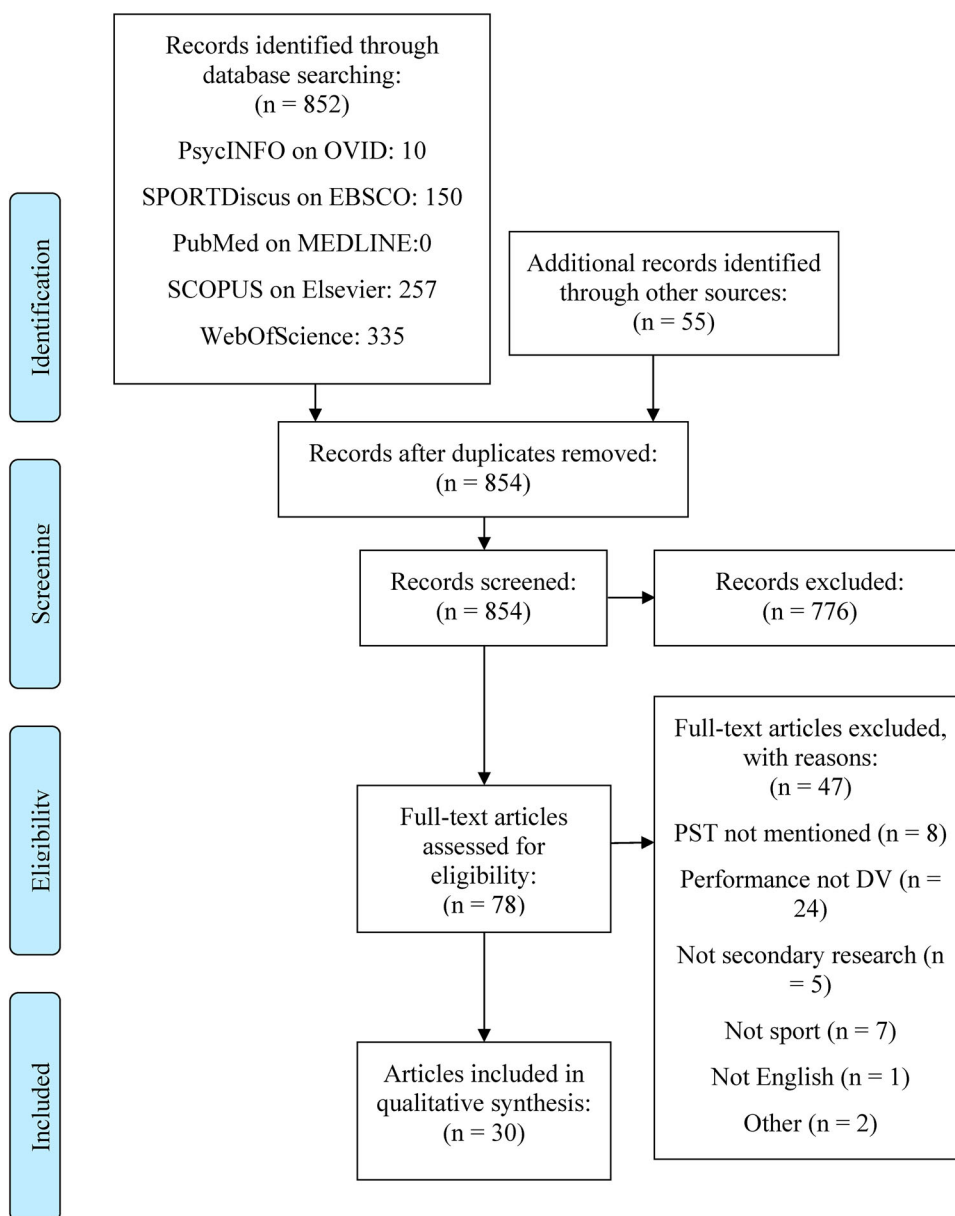 Records identified through
database searching:
(n = 852)
PsycINFO on OVID: 10
SPORTDiscus on EBSCO: 150
PubMed on MEDLINE:0
SCOPUS on Elsevier: 257
WebOfScience: 335
Identification
Additional records identified
through other sources:
(n = 55)
Records after duplicates removed:
(n = 854)
Screening
Records screened:
(n = 854)
Records excluded:
(n = 776)
Eligibility
Full-text articles
assessed for
eligibility:
(n = 78)
Full-text articles excluded,
with reasons:
(n = 47)
PST not mentioned (n = 8)
Performance not DV (n =
24)
Not secondary research (n
= 5)
Not sport (n = 7)
Not English (n = 1)
Other (n = 2)
Included
Articles included in
qualitative synthesis:
(n = 30)